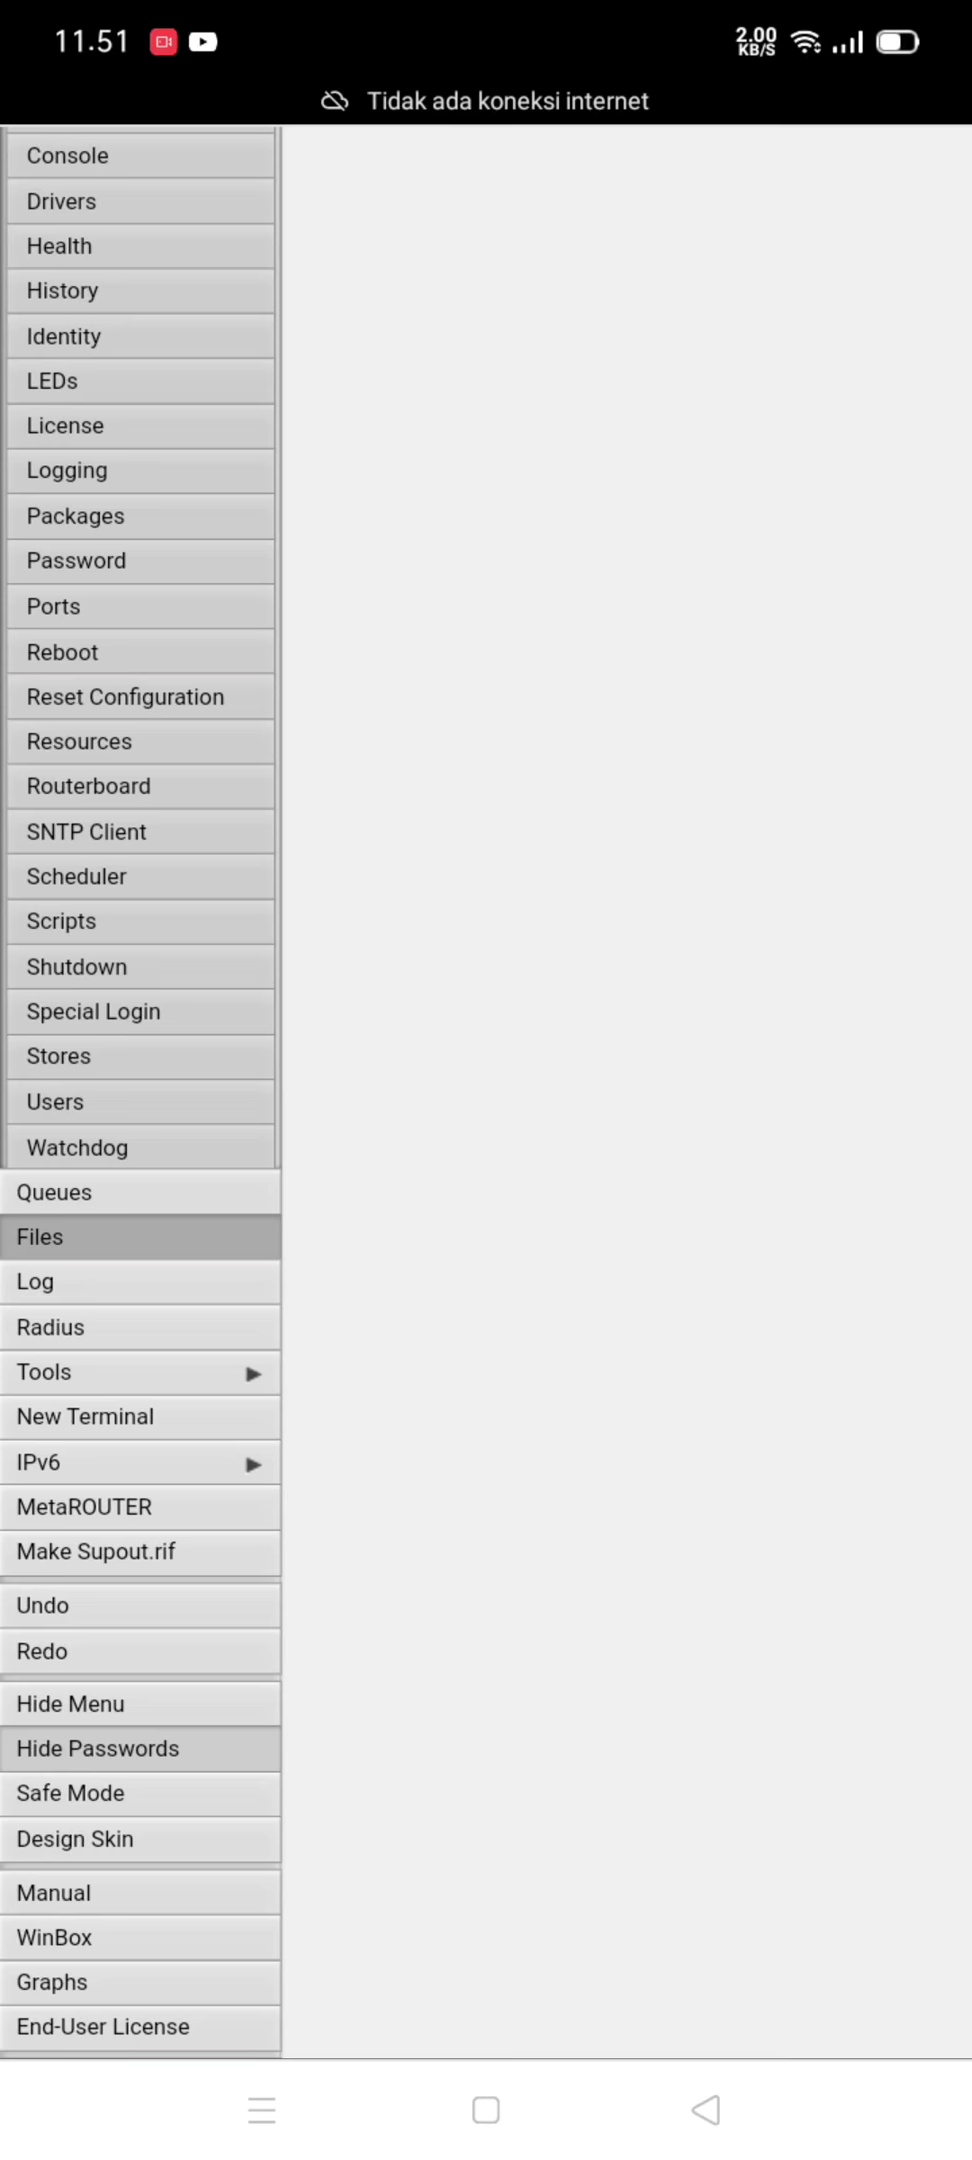 11.51
2.00
KB/S
Tidak ada koneksi internet
Console
Drivers
Health
History
Identity
LEDs
License
Logging
Packages
Password
Ports
Reboot
Reset Configuration
Resources
Routerboard
SNTP Client
Scheduler
Scripts
Shutdown
Special Login
Stores
Users
Watchdog
Queues
Files
Log
Radius
Tools
New Terminal
IPv6
MetaROUTER
Make Supout.rif
Undo
Redo
Hide Menu
Hide Passwords
Safe Mode
Design Skin
Manual
WinBox
Graphs
End-User License